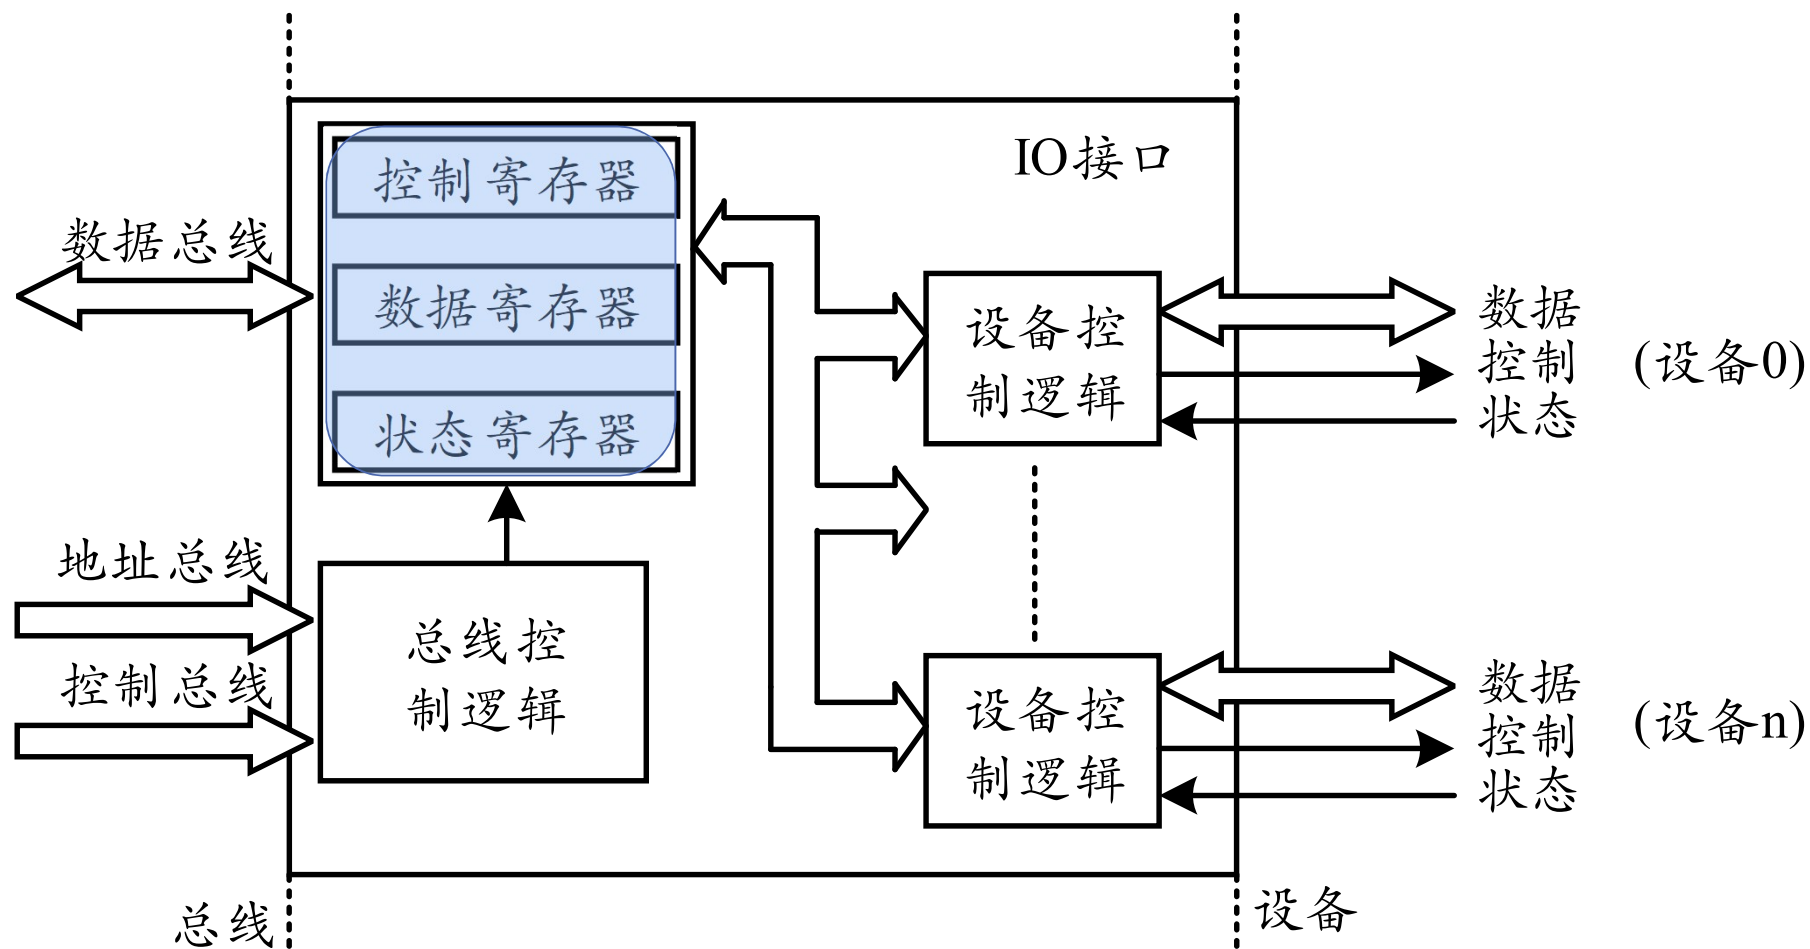 IO接口
控制寄存器
数据寄存器
状态寄存器
数据总线
地址总线
控制总线
总线控
制逻辑
设备控
制逻辑
数据
控制
状态
(设备0)
设备控
制逻辑
数据
控制
状态
(设备n)
总线
设备